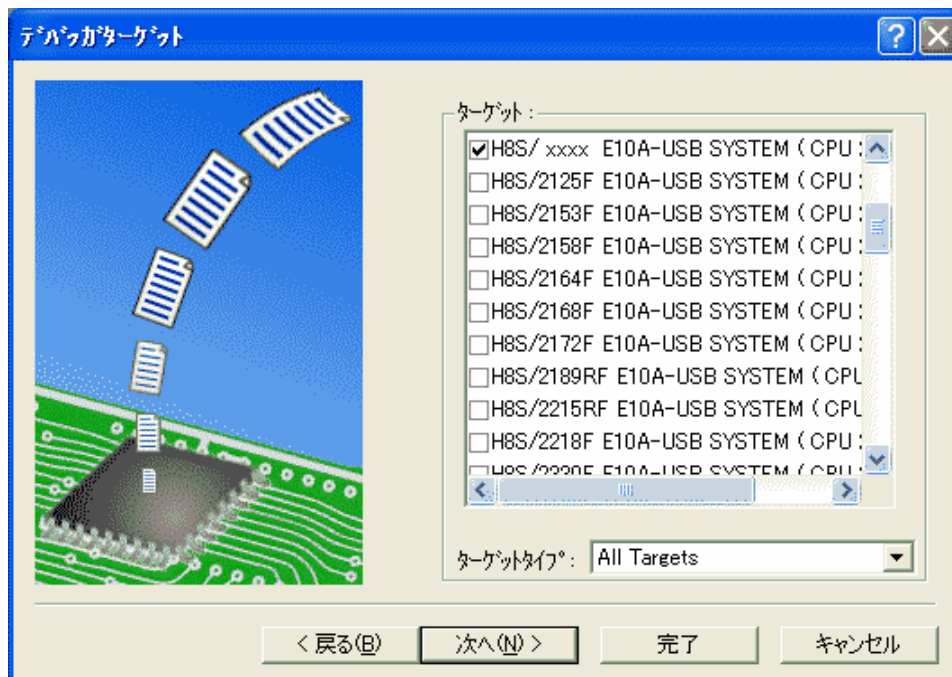 デバッガターゲット
ターゲット :
H8S/ xxxx E10A-USB SYSTEM ( CPU
H8S/2125F E10A-USB SYSTEM ( CPU :
H8S/2153F E10A-USB SYSTEM ( CPU :
H8S/2158F E10A-USB SYSTEM ( CPU :
H8S/2164F E10A-USB SYSTEM ( CPU :
H8S/2168F E10A-USB SYSTEM ( CPU :
H8S/2172F E10A-USB SYSTEM ( CPU :
H8S/2189RF E10A-USB SYSTEM ( CPU
H8S/2215RF E10A-USB SYSTEM ( CPU
H8S/2218F E10A-USB SYSTEM ( CPU
ターゲットタイプ : All Targets
< 戻る(B) 次へ(N) > 完了 キャンセル